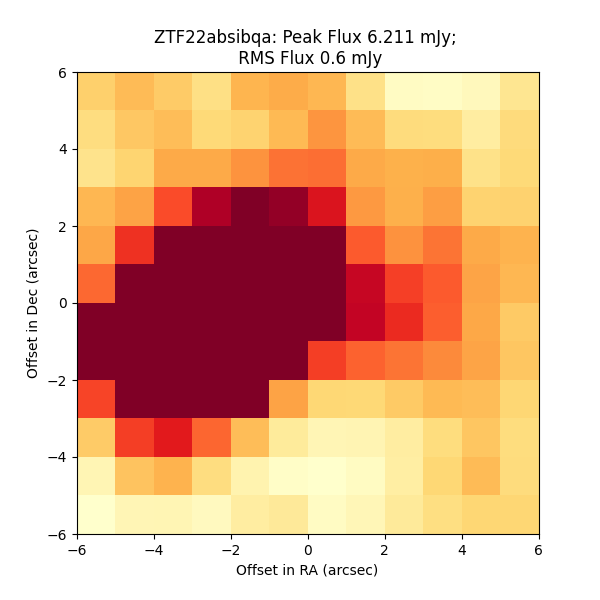 ZTF22absibqa: Peak Flux 6.211 mJy;
RMS Flux 0.6 mJy
6
4
2
0
−2
−4
−6
Offset in Dec (arcsec)
−6 −4 −2 0 2 4 6
Offset in RA (arcsec)